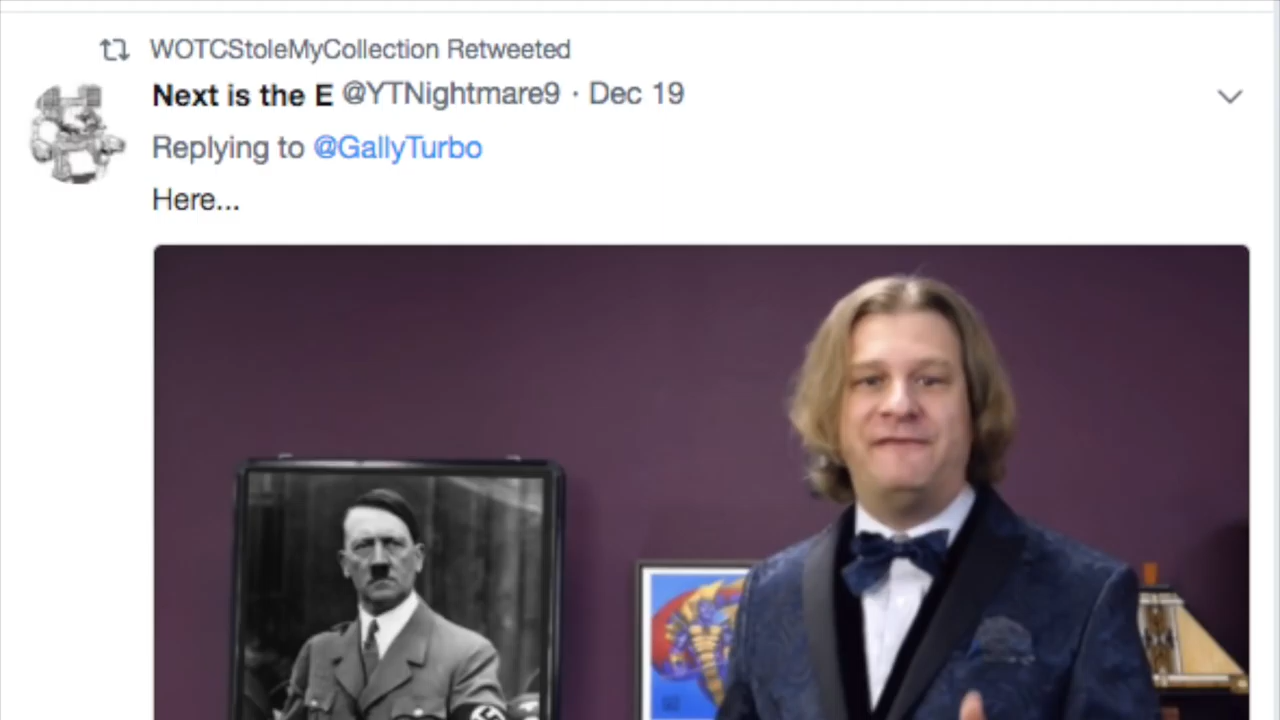 WOTCStoleMyCollection Retweeted
Next is the E @YTNightmare9 · Dec 19
Replying to @GallyTurbo
Here...